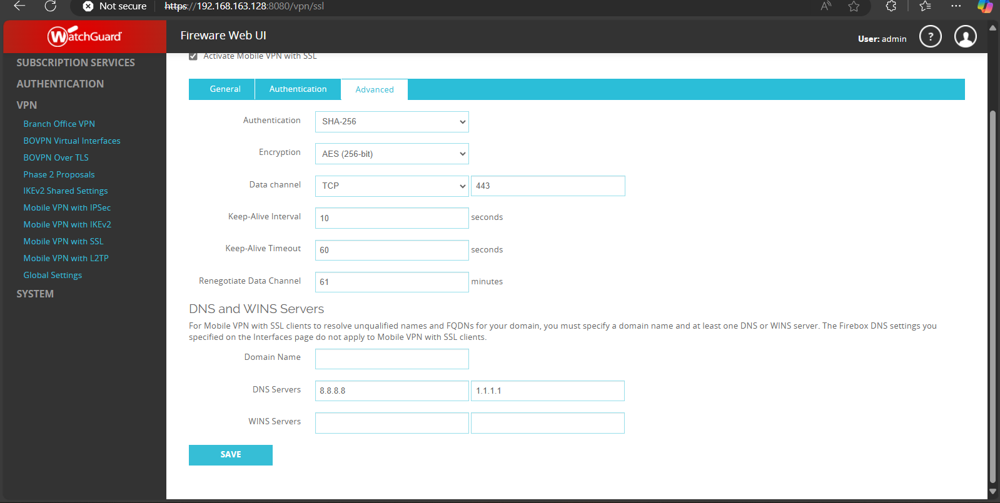 Not secure
https://192.168.163.128:8080/vpn/ssl
WatchGuard
Fireware Web UI
User: admin
?
SUBSCRIPTION SERVICES
AUTHENTICATION
VPN
Branch Office VPN
BOVPN Virtual Interfaces
BOVPN Over TLS
Phase 2 Proposals
IKEv2 Shared Settings
Mobile VPN with IPSec
Mobile VPN with IKEv2
Mobile VPN with SSL
Mobile VPN with L2TP
Global Settings
SYSTEM
Activate Mobile VPN with SSL
General Authentication Advanced
Authentication SHA-256
Encryption AES (256-bit)
Data channel TCP 443
Keep-Alive Interval 10 seconds
Keep-Alive Timeout 60 seconds
Renegotiate Data Channel 61 minutes
DNS and WINS Servers
For Mobile VPN with SSL clients to resolve unqualified names and FQDNs for your domain, you must specify a domain name and at least one DNS or WINS server. The Firebox DNS settings you
specified on the Interfaces page do not apply to Mobile VPN with SSL clients.
Domain Name
DNS Servers 8.8.8.8 1.1.1.1
WINS Servers
SAVE